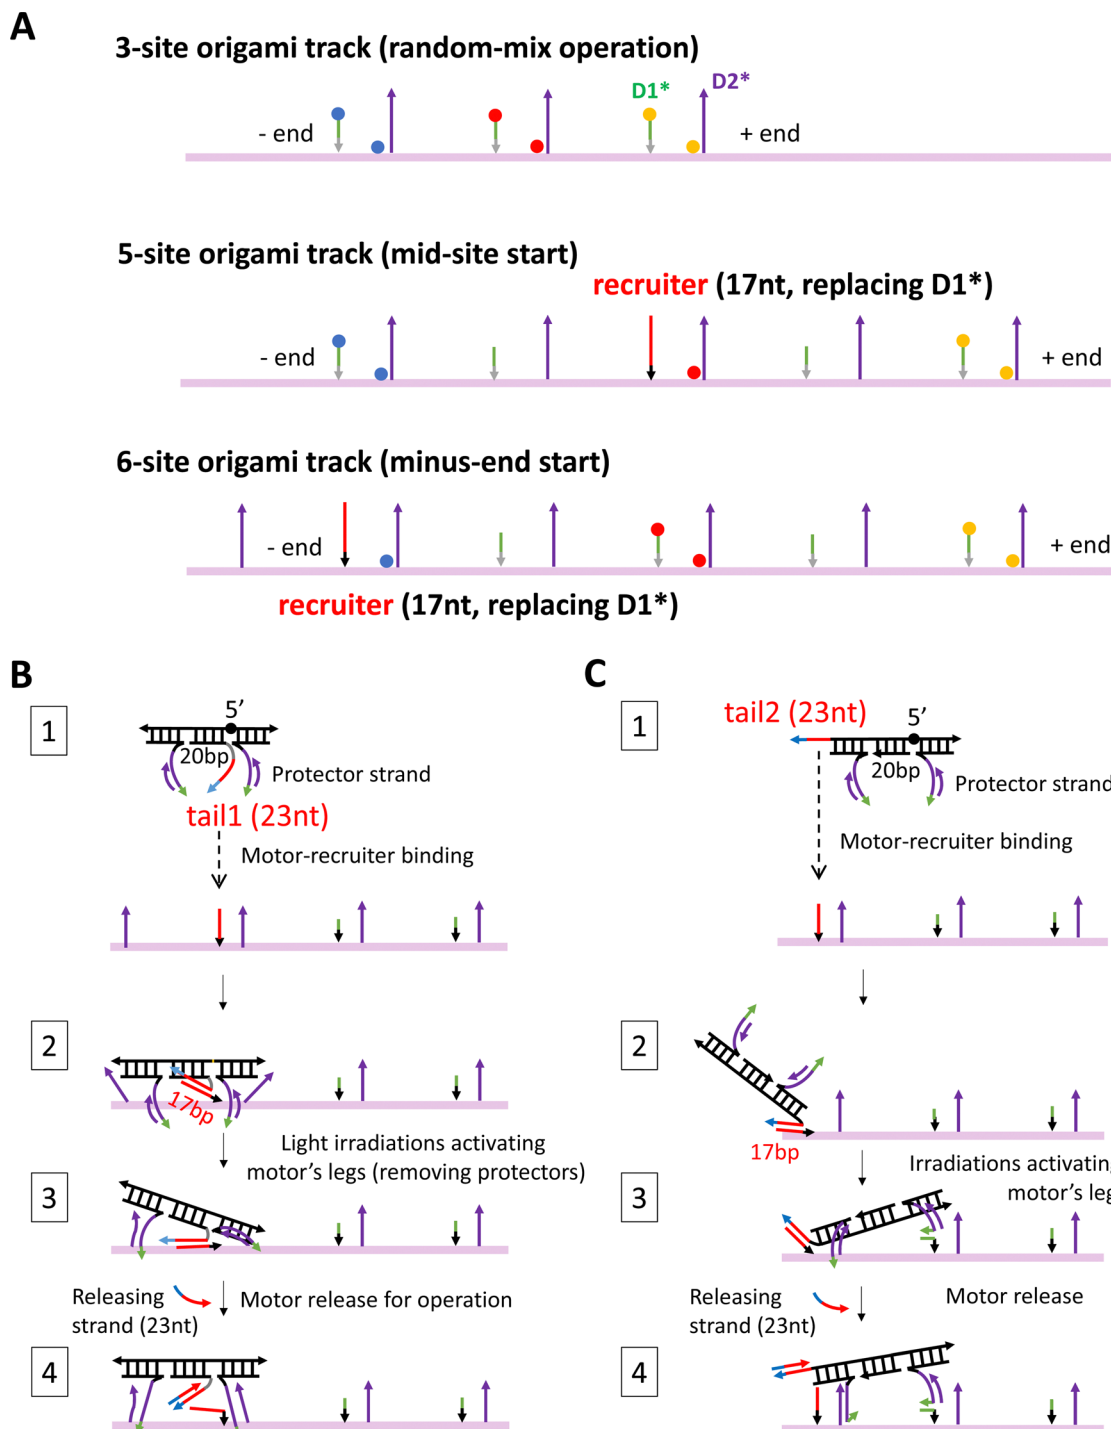 A
3-site origami track (random-mix operation)
D1*
D2*
- end
+ end
5-site origami track (mid-site start)
recruiter (17nt, replacing D1*)
- end
+ end
6-site origami track (minus-end start)
- end
+ end
recruiter (17nt, replacing D1*)
B
1
5’
20bp
Protector strand
tail1 (23nt)
Motor-recruiter binding
2
17bp
Light irradiations activating
motor’s legs (removing protectors)
3
Releasing
strand (23nt)
Motor release for operation
4
C
1
tail2 (23nt)
5’
20bp
Protector strand
Motor-recruiter binding
2
17bp
Irradiations activating
motor’s leg
3
Releasing
strand (23nt)
Motor release
4